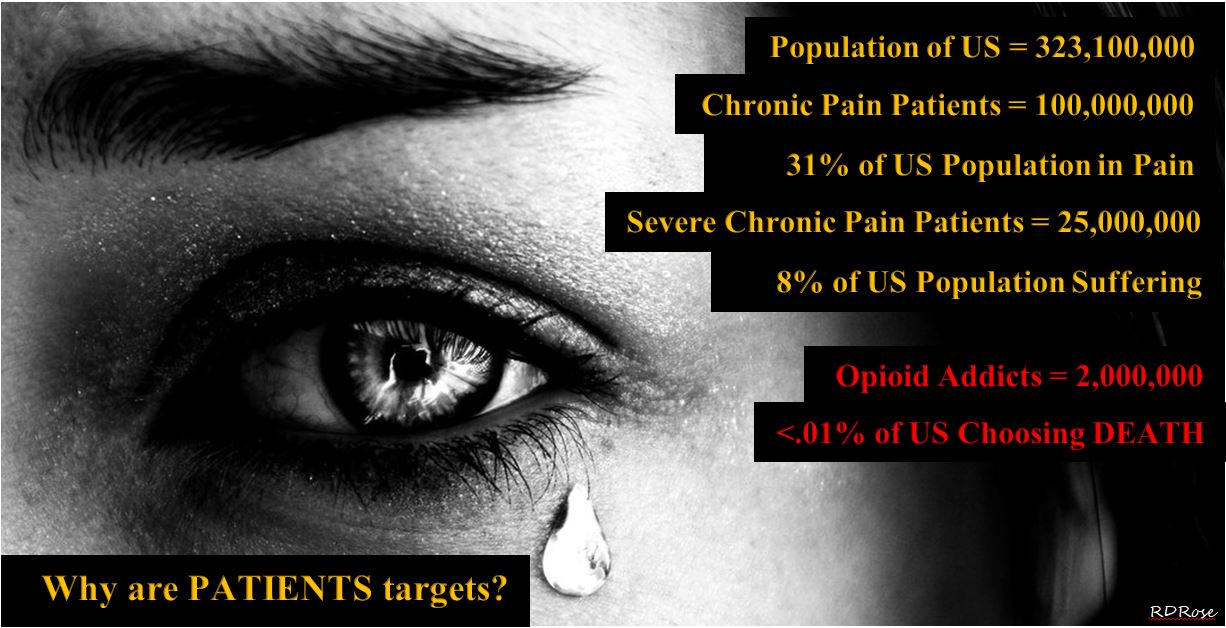 Population of US = 323,100,000
Chronic Pain Patients = 100,000,000
31% of US Population in Pain
Severe Chronic Pain Patients = 25,000,000
8% of US Population Suffering
Opioid Addicts = 2,000,000
<.01% of US Choosing DEATH
Why are PATIENTS targets?
RDRose